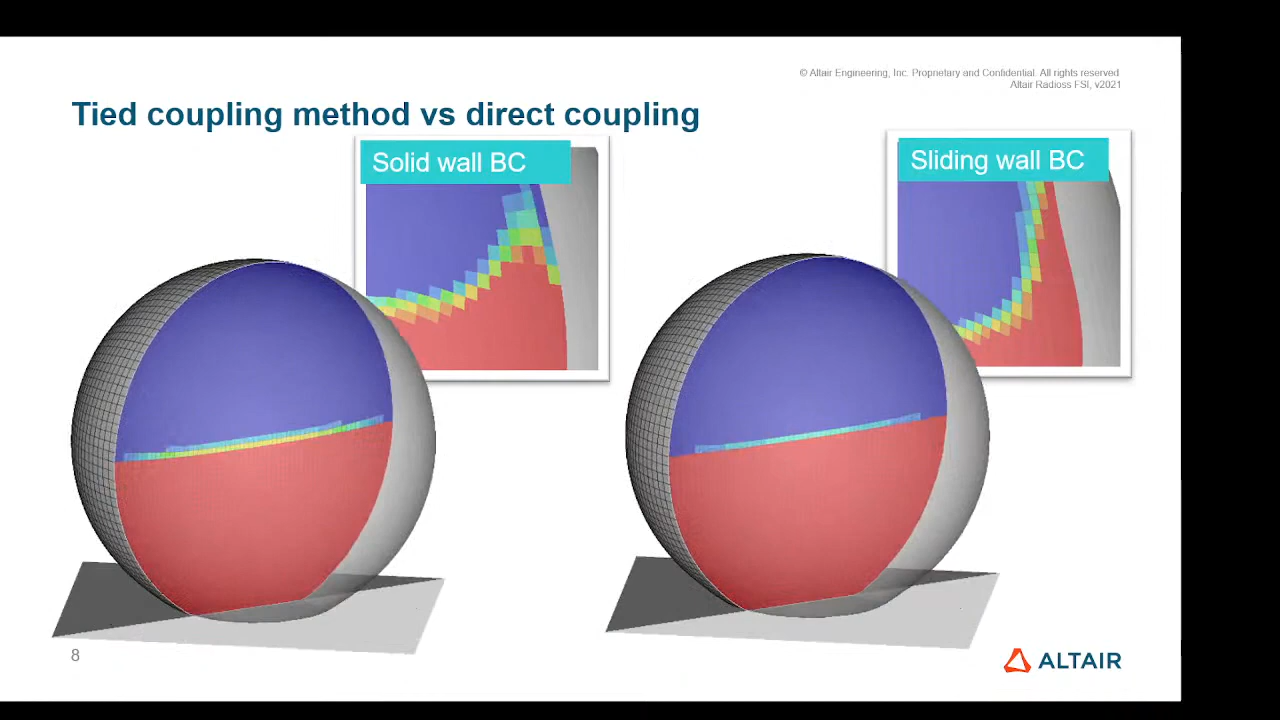 © Altair Engineering, Inc. Proprietary and Confidential. All rights reserved
Altair Radioss FSI, v2021
Tied coupling method vs direct coupling
Solid wall BC
Sliding wall BC
8
ALTAIR